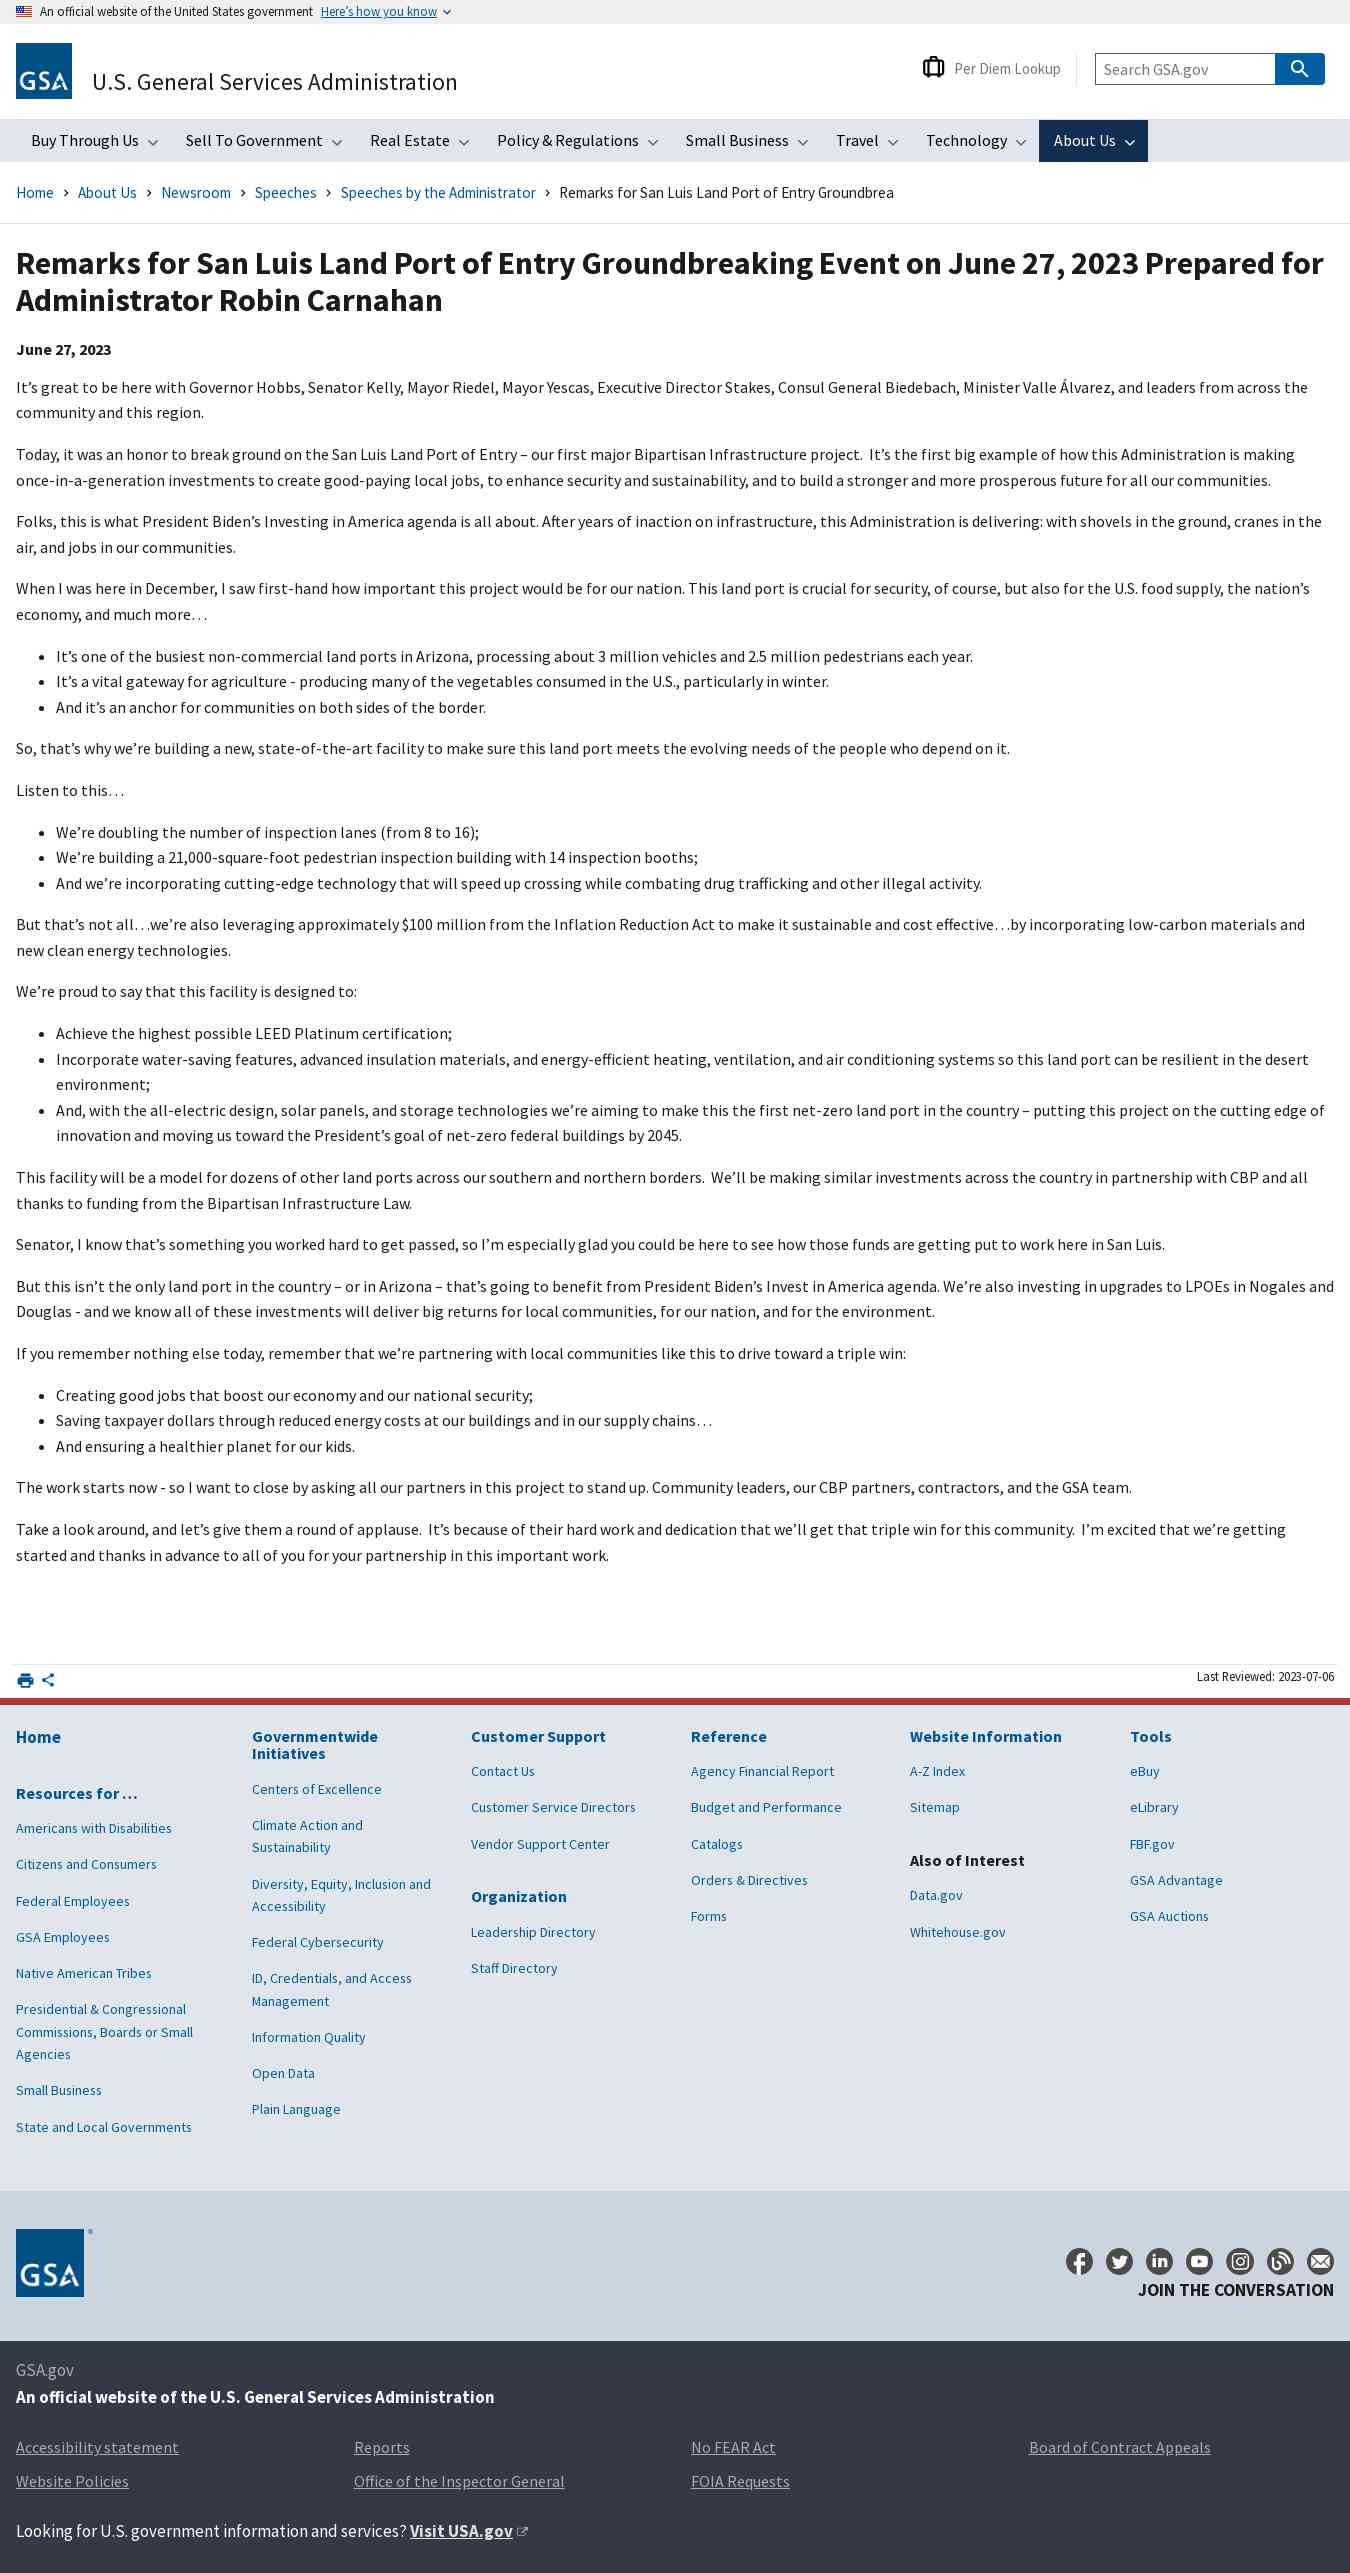 An official website of the United States government Here’s how you know
GSA
U.S. General Services Administration
Per Diem Lookup
Search GSA.gov
Buy Through Us Sell To Government Real Estate Policy & Regulations Small Business Travel Technology About Us
Home About Us Newsroom Speeches Speeches by the Administrator Remarks for San Luis Land Port of Entry Groundbrea
Remarks for San Luis Land Port of Entry Groundbreaking Event on June 27, 2023 Prepared for
Administrator Robin Carnahan
June 27, 2023
It’s great to be here with Governor Hobbs, Senator Kelly, Mayor Riedel, Mayor Yescas, Executive Director Stakes, Consul General Biedebach, Minister Valle Álvarez, and leaders from across the
community and this region.
Today, it was an honor to break ground on the San Luis Land Port of Entry – our first major Bipartisan Infrastructure project.  It’s the first big example of how this Administration is making
once-in-a-generation investments to create good-paying local jobs, to enhance security and sustainability, and to build a stronger and more prosperous future for all our communities.
Folks, this is what President Biden’s Investing in America agenda is all about. After years of inaction on infrastructure, this Administration is delivering: with shovels in the ground, cranes in the
air, and jobs in our communities.
When I was here in December, I saw first-hand how important this project would be for our nation. This land port is crucial for security, of course, but also for the U.S. food supply, the nation’s
economy, and much more…
• It’s one of the busiest non-commercial land ports in Arizona, processing about 3 million vehicles and 2.5 million pedestrians each year.
• It’s a vital gateway for agriculture - producing many of the vegetables consumed in the U.S., particularly in winter.
• And it’s an anchor for communities on both sides of the border.
So, that’s why we’re building a new, state-of-the-art facility to make sure this land port meets the evolving needs of the people who depend on it.
Listen to this…
• We’re doubling the number of inspection lanes (from 8 to 16);
• We’re building a 21,000-square-foot pedestrian inspection building with 14 inspection booths;
• And we’re incorporating cutting-edge technology that will speed up crossing while combating drug trafficking and other illegal activity.
But that’s not all…we’re also leveraging approximately $100 million from the Inflation Reduction Act to make it sustainable and cost effective…by incorporating low-carbon materials and
new clean energy technologies.
We’re proud to say that this facility is designed to:
• Achieve the highest possible LEED Platinum certification;
• Incorporate water-saving features, advanced insulation materials, and energy-efficient heating, ventilation, and air conditioning systems so this land port can be resilient in the desert
environment;
• And, with the all-electric design, solar panels, and storage technologies we’re aiming to make this the first net-zero land port in the country – putting this project on the cutting edge of
innovation and moving us toward the President’s goal of net-zero federal buildings by 2045.
This facility will be a model for dozens of other land ports across our southern and northern borders.  We’ll be making similar investments across the country in partnership with CBP and all
thanks to funding from the Bipartisan Infrastructure Law.
Senator, I know that’s something you worked hard to get passed, so I’m especially glad you could be here to see how those funds are getting put to work here in San Luis.
But this isn’t the only land port in the country – or in Arizona – that’s going to benefit from President Biden’s Invest in America agenda. We’re also investing in upgrades to LPOEs in Nogales and
Douglas - and we know all of these investments will deliver big returns for local communities, for our nation, and for the environment.
If you remember nothing else today, remember that we’re partnering with local communities like this to drive toward a triple win:
• Creating good jobs that boost our economy and our national security;
• Saving taxpayer dollars through reduced energy costs at our buildings and in our supply chains…
• And ensuring a healthier planet for our kids.
The work starts now - so I want to close by asking all our partners in this project to stand up. Community leaders, our CBP partners, contractors, and the GSA team.
Take a look around, and let’s give them a round of applause.  It’s because of their hard work and dedication that we’ll get that triple win for this community.  I’m excited that we’re getting
started and thanks in advance to all of you for your partnership in this important work.
Last Reviewed: 2023-07-06
Home
Resources for …
Americans with Disabilities
Citizens and Consumers
Federal Employees
GSA Employees
Native American Tribes
Presidential & Congressional
Commissions, Boards or Small
Agencies
Small Business
State and Local Governments
Governmentwide
Initiatives
Centers of Excellence
Climate Action and
Sustainability
Diversity, Equity, Inclusion and
Accessibility
Federal Cybersecurity
ID, Credentials, and Access
Management
Information Quality
Open Data
Plain Language
Customer Support
Contact Us
Customer Service Directors
Vendor Support Center
Organization
Leadership Directory
Staff Directory
Reference
Agency Financial Report
Budget and Performance
Catalogs
Orders & Directives
Forms
Website Information
A-Z Index
Sitemap
Also of Interest
Data.gov
Whitehouse.gov
Tools
eBuy
eLibrary
FBF.gov
GSA Advantage
GSA Auctions
GSA
JOIN THE CONVERSATION
GSA.gov
An official website of the U.S. General Services Administration
Accessibility statement Reports No FEAR Act Board of Contract Appeals
Website Policies Office of the Inspector General FOIA Requests
Looking for U.S. government information and services? Visit USA.gov